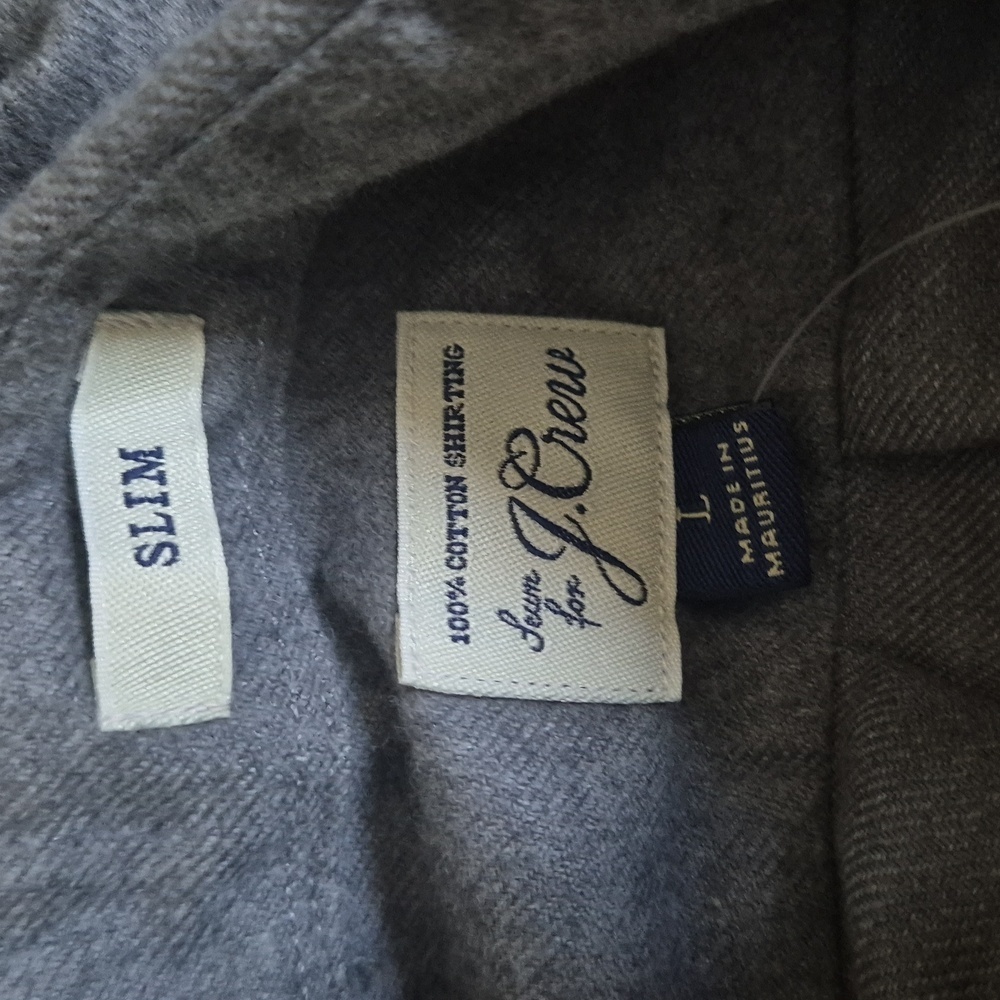 SLIM
100% COTTON SHIRTING
Sewn
for
J.Crew
L
MADE IN
MAURITIUS